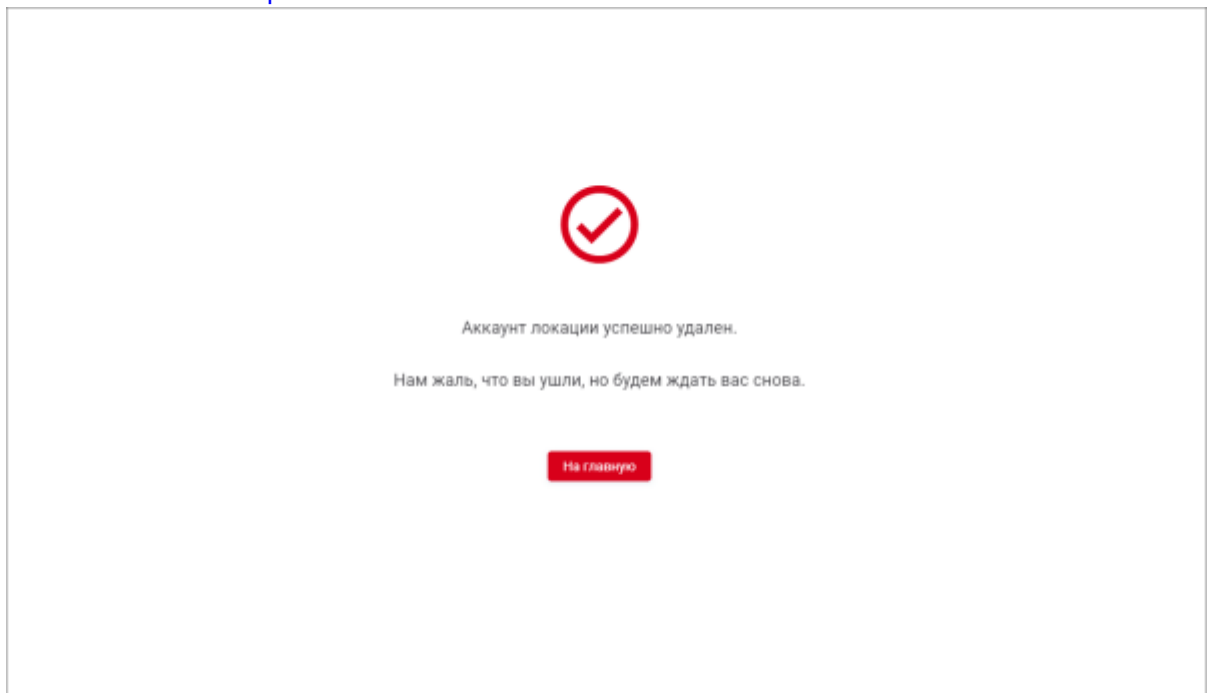 Аккаунт локации успешно удален.
Нам жаль, что вы ушли, но будем ждать вас снова.
На главную